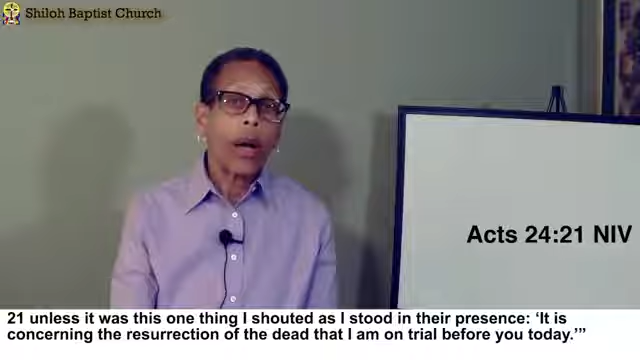 Shiloh Baptist Church
Acts 24:21 NIV
21 unless it was this one thing I shouted as I stood in their presence: ‘It is
concerning the resurrection of the dead that I am on trial before you today.’”